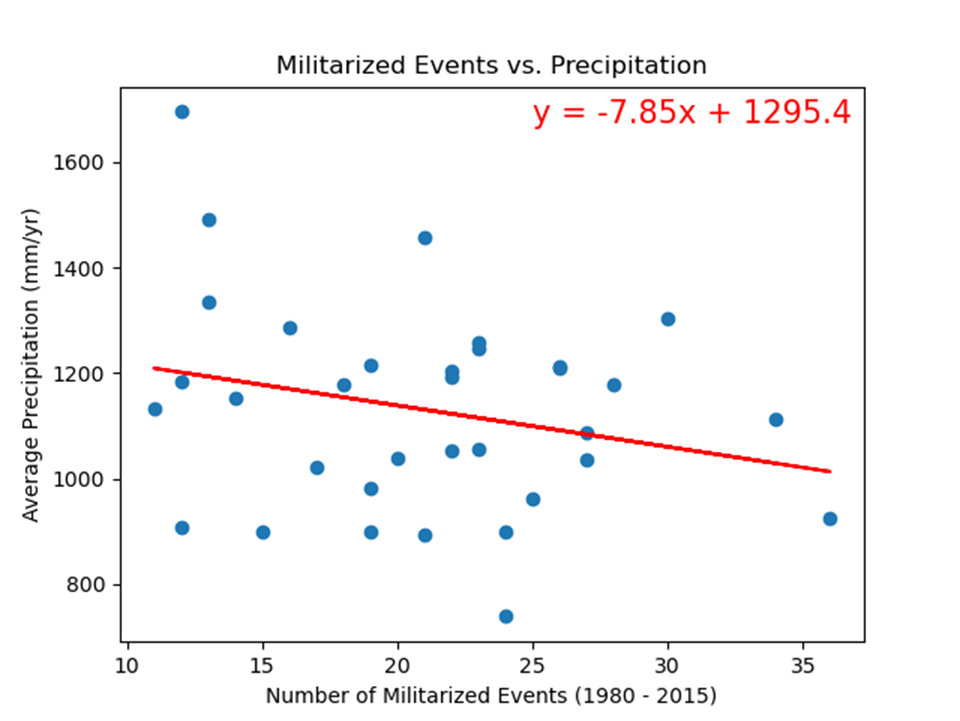 Militarized Events vs. Precipitation
y = -7.85x + 1295.4
Average Precipitation (mm/yr)
1600
1400
1200
1000
800
10 15 20 25 30 35
Number of Militarized Events (1980 - 2015)